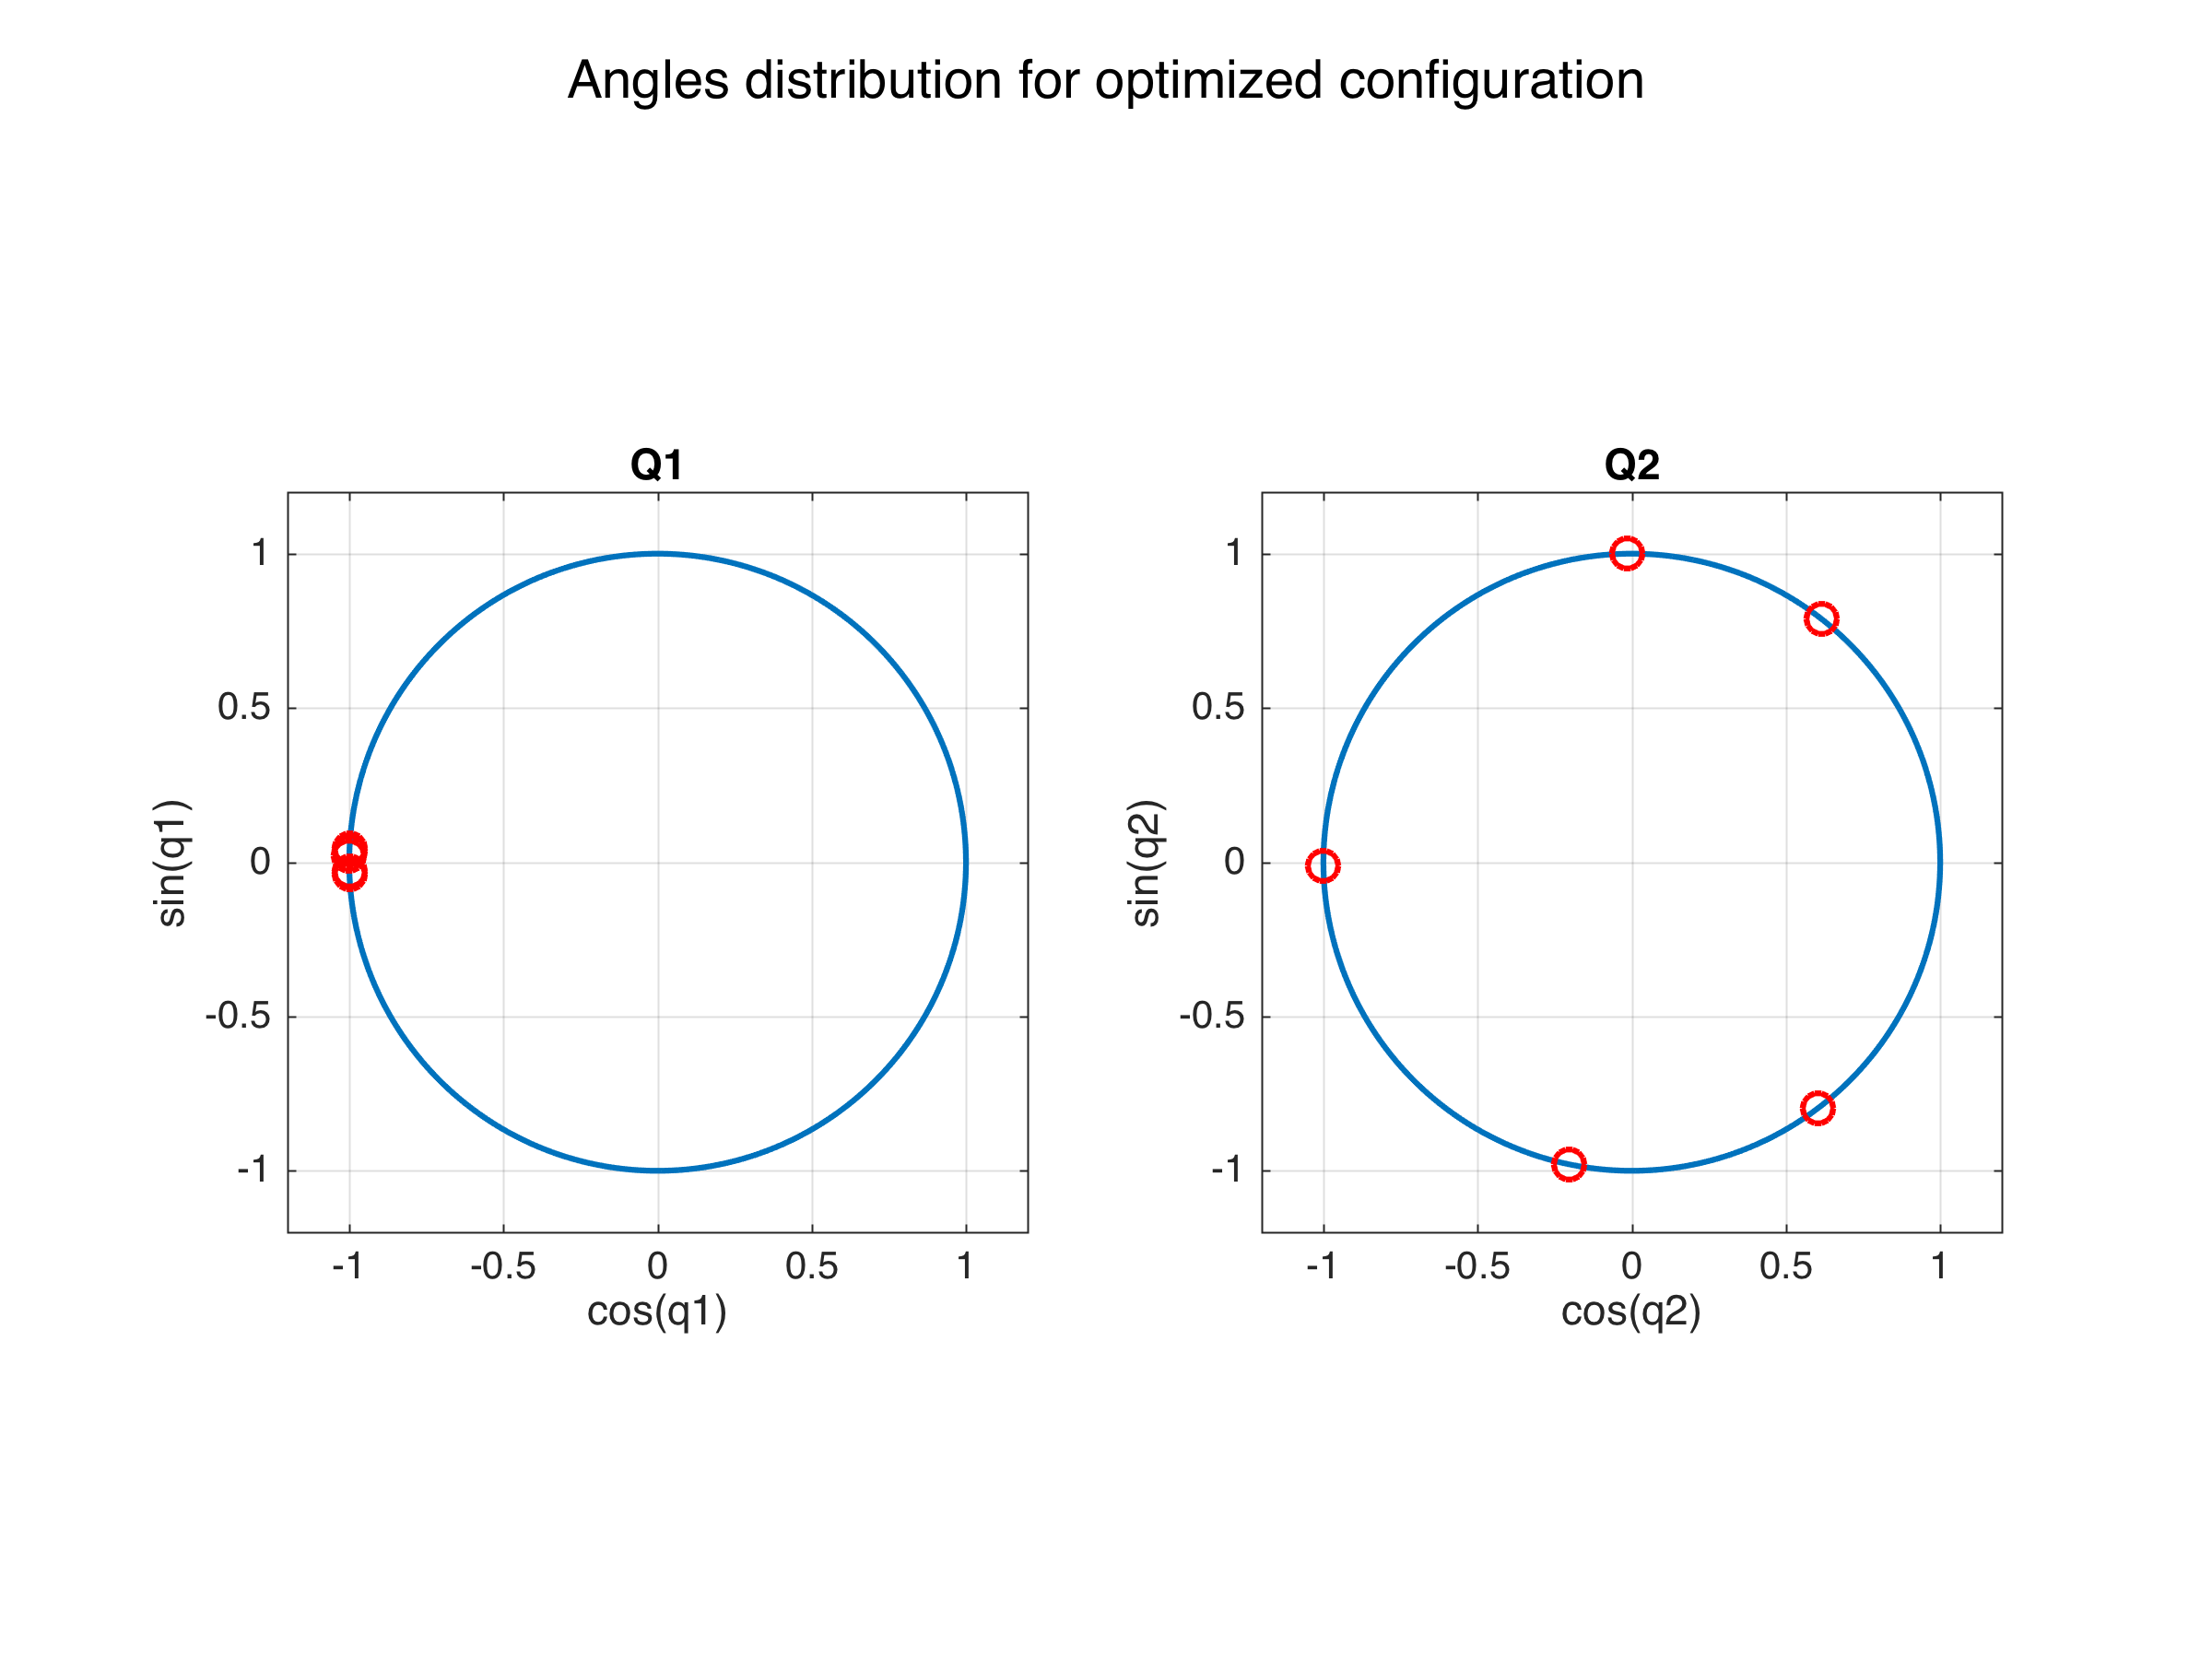 Angles distribution for optimized configuration
Q1
1
0.5
0
-0.5
-1
sin(q1)
-1 -0.5 0 0.5 1
cos(q1)
Q2
1
0.5
0
-0.5
-1
sin(q2)
-1 -0.5 0 0.5 1
cos(q2)